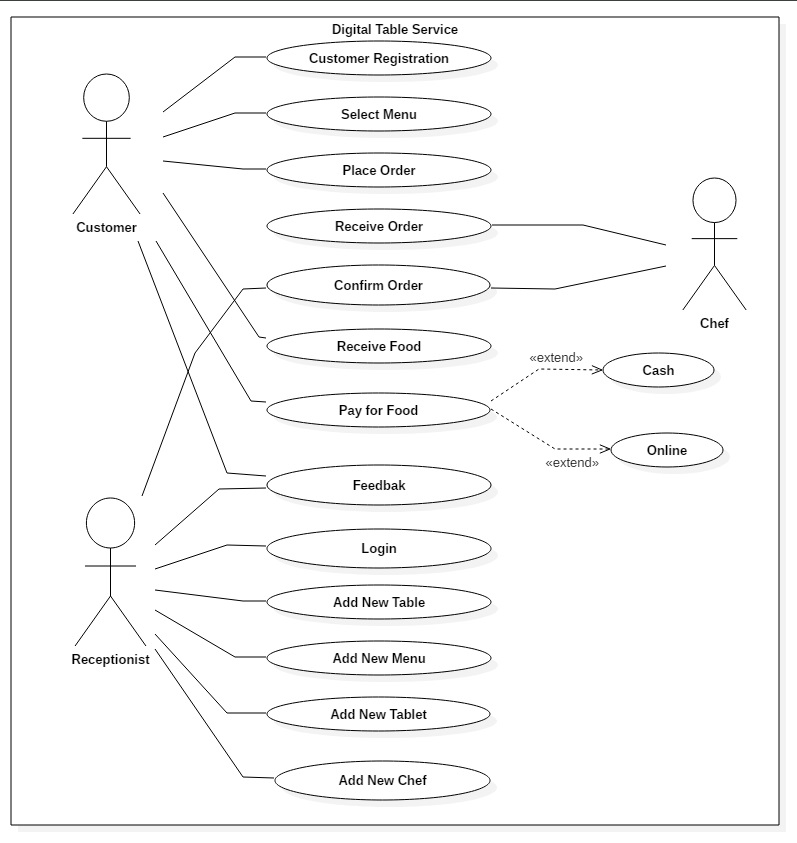 Digital Table Service
Customer Registration
Select Menu
Place Order
Customer
Receive Order
Confirm Order
Chef
Receive Food
«extend»
Cash
Pay for Food
Online
«extend»
Feedbak
Login
Add New Table
Receptionist
Add New Menu
Add New Tablet
Add New Chef